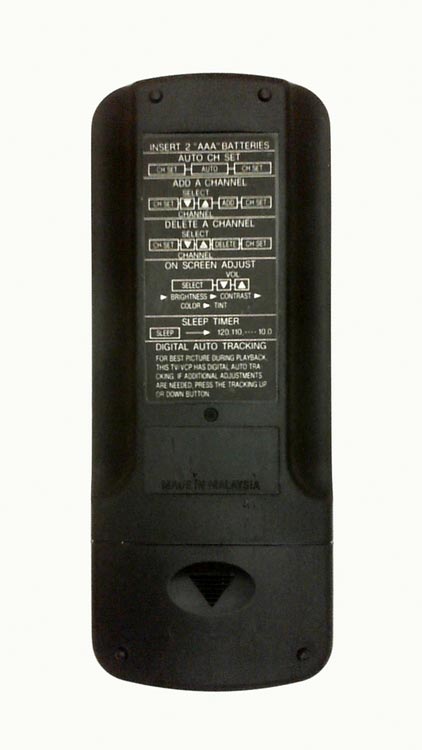 INSERT 2 "AAA" BATTERIES
AUTO CH SET
CH SET AUTO CH SET
ADD A CHANNEL
SELECT
CH SET ▼ ▲ ADD CH SET
CHANNEL
DELETE A CHANNEL
SELECT
CH SET ▼ ▲ DELETE CH SET
CHANNEL
ON SCREEN ADJUST
VOL
SELECT ▼ ▲
► BRIGHTNESS ► CONTRAST ►
COLOR ► TINT
SLEEP TIMER
SLEEP → 120,110,···· 10,0
DIGITAL AUTO TRACKING
FOR BEST PICTURE DURING PLAYBACK,
THIS TV/VCP HAS DIGITAL AUTO TRA-
CKING. IF ADDITIONAL ADJUSTMENTS
ARE NEEDED, PRESS THE TRACKING UP
OR DOWN BUTTON.
MADE IN MALAYSIA